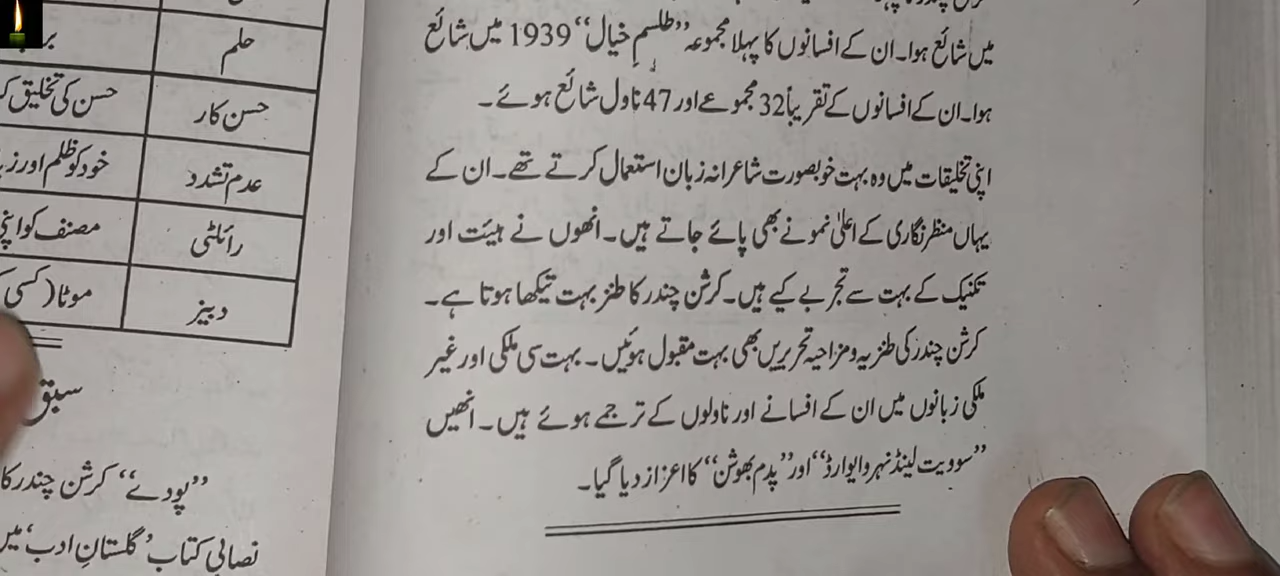 میں شائع ہوا۔ ان کے افسانوں کا پہلا مجموعہ ”طلسمِ خیال“ 1939 میں شائع
ہوا۔ ان کے افسانوں کے تقریباً 32 مجموعے اور 47 ناول شائع ہوئے۔
اپنی تخلیقات میں وہ بہت خوبصورت شاعرانہ زبان استعمال کرتے تھے۔ ان کے
یہاں منظر نگاری کے اعلیٰ نمونے بھی پائے جاتے ہیں۔ انھوں نے ہیئت اور
تکنیک کے بہت سے تجربے کیے ہیں۔ کرشن چندر کا طنز بہت تیکھا ہوتا ہے۔
کرشن چندر کی طنزیہ و مزاحیہ تحریریں بھی بہت مقبول ہوئیں۔ بہت سی ملکی اور غیر
ملکی زبانوں میں ان کے افسانے اور ناولوں کے ترجمے ہوئے ہیں۔ انھیں
”سوویت لینڈ نہرو ایوارڈ“ اور ”پدم بھوشن“ کا اعزاز دیا گیا۔
حلم
حسن کار حسن کی تخلیق
عدم تشدد خود کو ظلم اور
رائلٹی مصنف کو اپنی
دبیز موٹا (کسی
سبق
”پودے“ کرشن چندر کا
نصابی کتاب ’گلستانِ ادب‘ میں